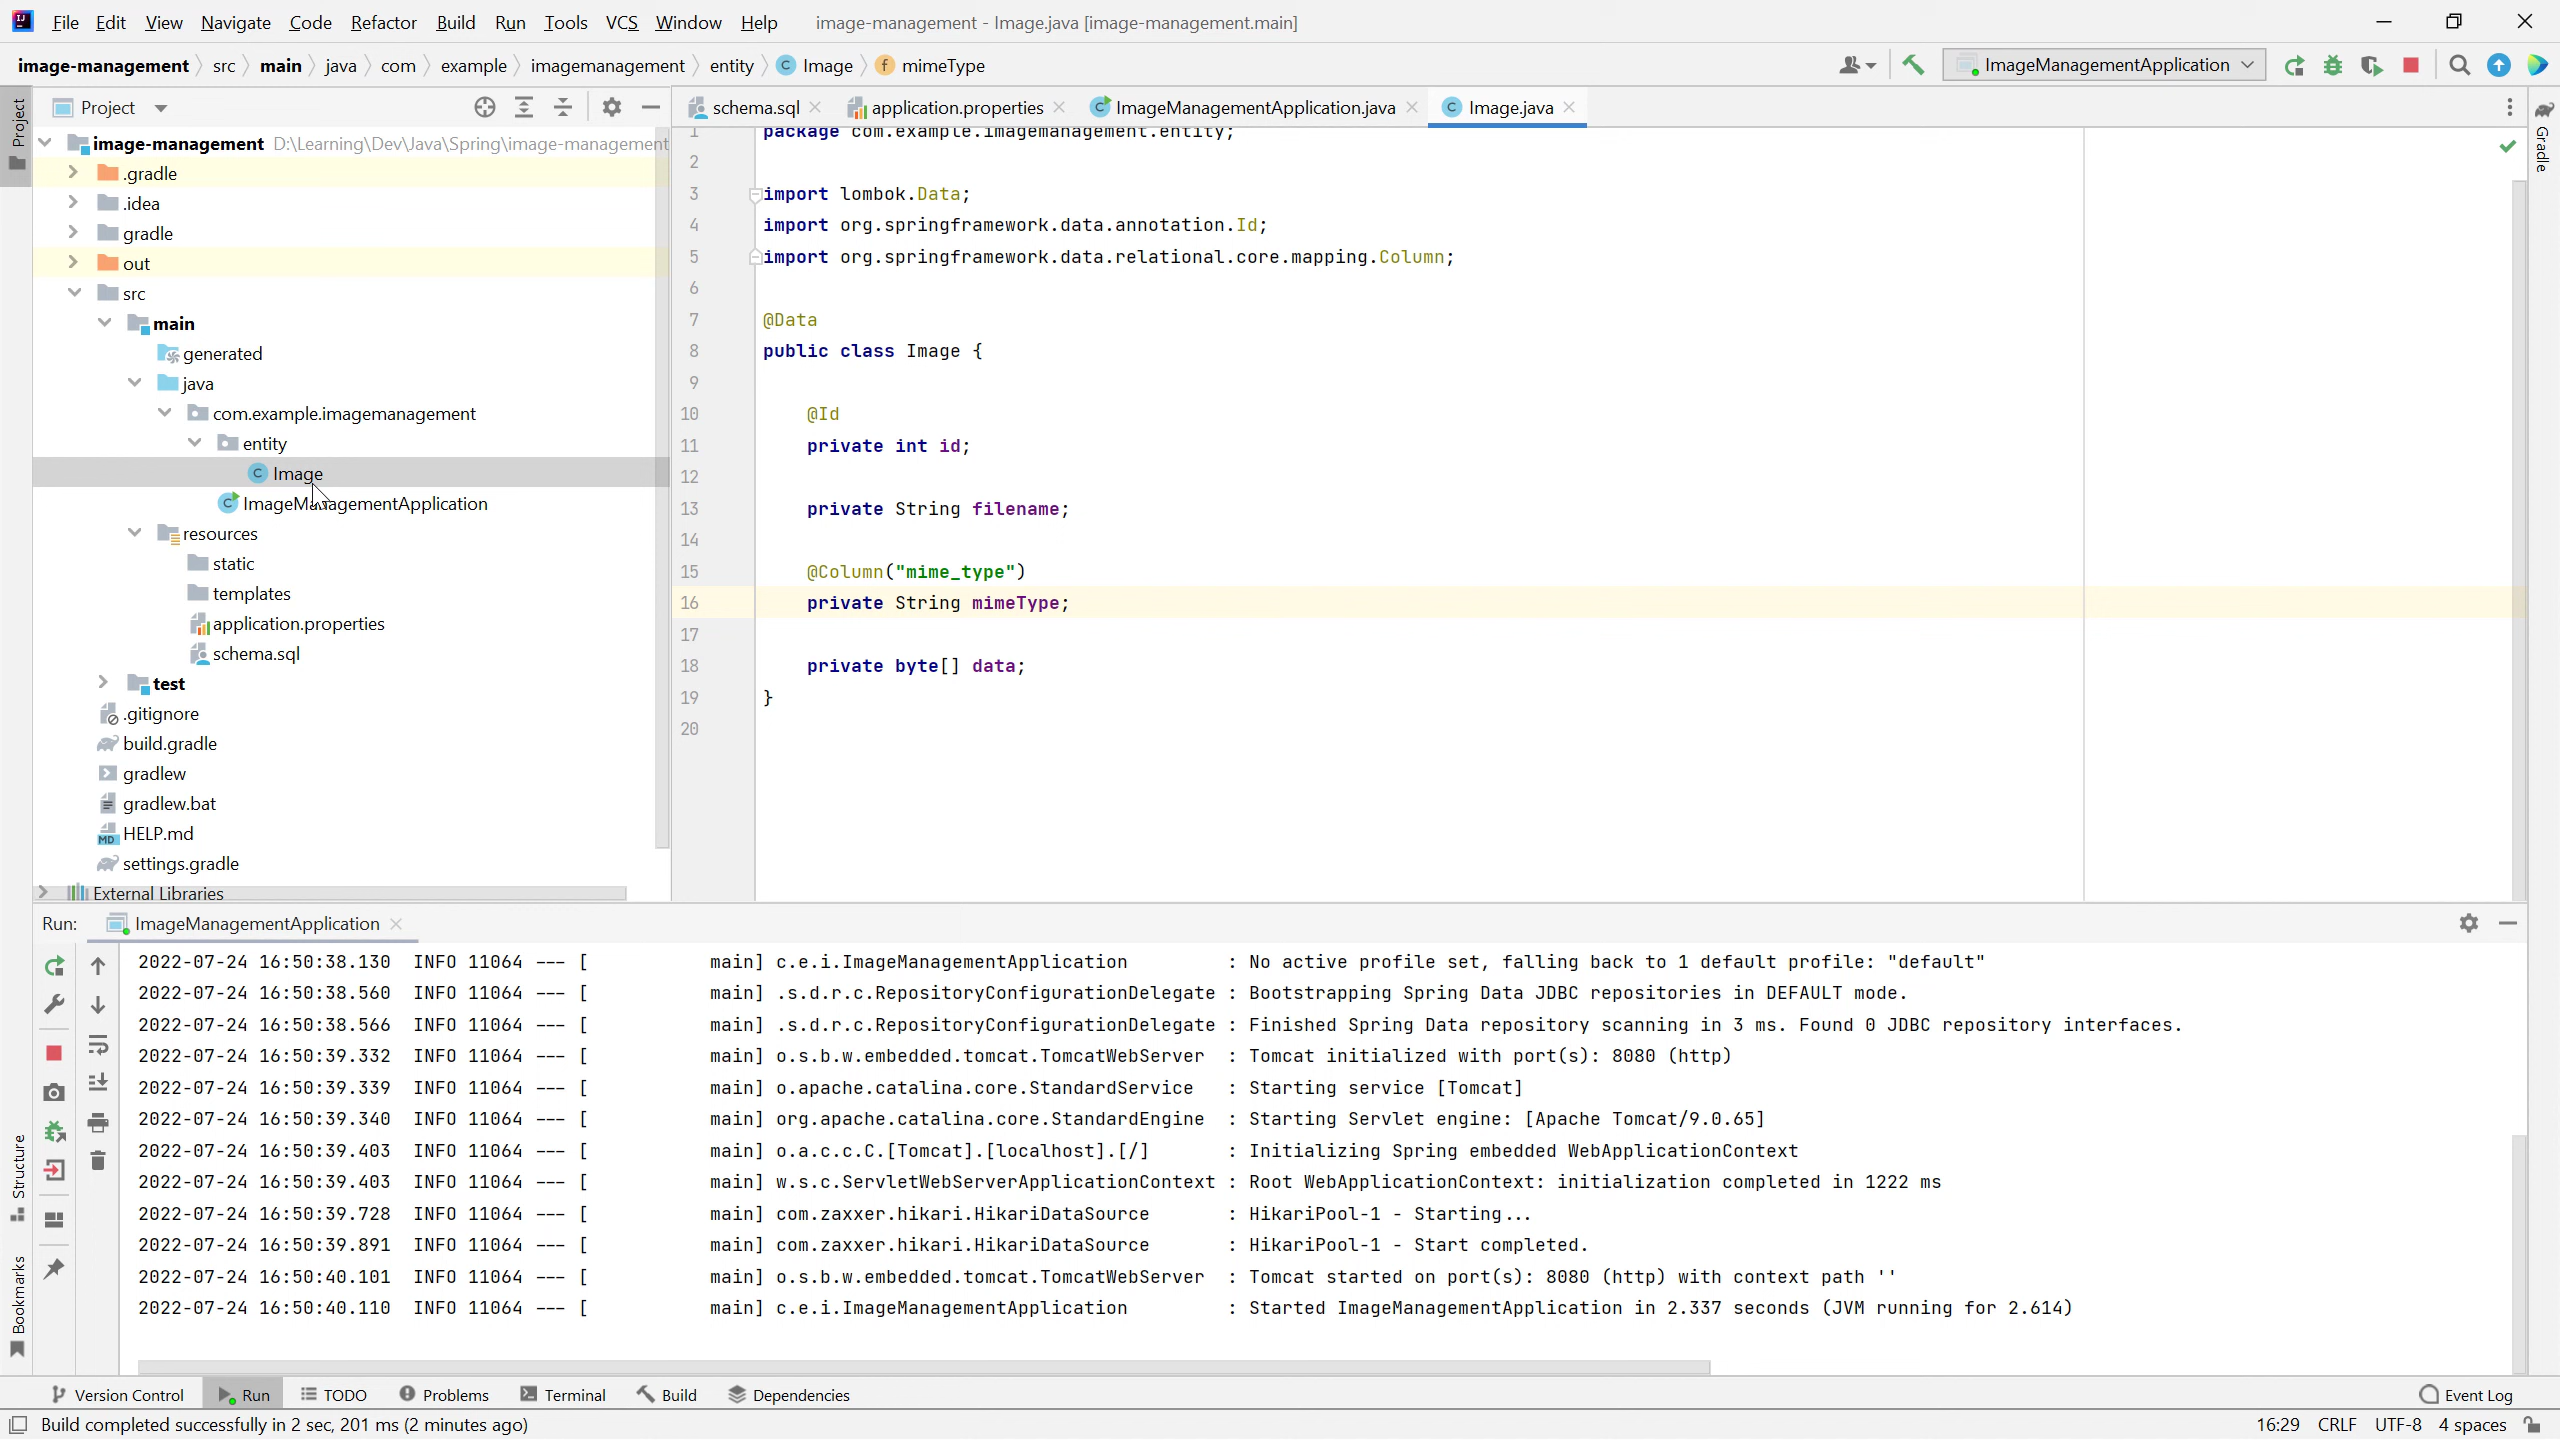 File Edit View Navigate Code Refactor Build Run Tools VCS Window Help image-management - Image.java [image-management.main]
image-management src main java com example imagemanagement entity Image mimeType ImageManagementApplication
Project
schema.sql application.properties ImageManagementApplication.java Image.java
image-management D:\Learning\Dev\Java\Spring\image-management
.gradle
.idea
gradle
out
src
main
generated
java
com.example.imagemanagement
entity
Image
ImageManagementApplication
resources
static
templates
application.properties
schema.sql
test
.gitignore
build.gradle
gradlew
gradlew.bat
HELP.md
settings.gradle
External Libraries
1 package com.example.imagemanagement.entity;
2
3 import lombok.Data;
4 import org.springframework.data.annotation.Id;
5 import org.springframework.data.relational.core.mapping.Column;
6
7 @Data
8 public class Image {
9
10 @Id
11 private int id;
12
13 private String filename;
14
15 @Column("mime_type")
16 private String mimeType;
17
18 private byte[] data;
19 }
20
Project
Gradle
Structure
Bookmarks
Run: ImageManagementApplication
2022-07-24 16:50:38.130 INFO 11064 --- [ main] c.e.i.ImageManagementApplication : No active profile set, falling back to 1 default profile: "default"
2022-07-24 16:50:38.560 INFO 11064 --- [ main] .s.d.r.c.RepositoryConfigurationDelegate : Bootstrapping Spring Data JDBC repositories in DEFAULT mode.
2022-07-24 16:50:38.566 INFO 11064 --- [ main] .s.d.r.c.RepositoryConfigurationDelegate : Finished Spring Data repository scanning in 3 ms. Found 0 JDBC repository interfaces.
2022-07-24 16:50:39.332 INFO 11064 --- [ main] o.s.b.w.embedded.tomcat.TomcatWebServer : Tomcat initialized with port(s): 8080 (http)
2022-07-24 16:50:39.339 INFO 11064 --- [ main] o.apache.catalina.core.StandardService : Starting service [Tomcat]
2022-07-24 16:50:39.340 INFO 11064 --- [ main] org.apache.catalina.core.StandardEngine : Starting Servlet engine: [Apache Tomcat/9.0.65]
2022-07-24 16:50:39.403 INFO 11064 --- [ main] o.a.c.c.C.[Tomcat].[localhost].[/] : Initializing Spring embedded WebApplicationContext
2022-07-24 16:50:39.403 INFO 11064 --- [ main] w.s.c.ServletWebServerApplicationContext : Root WebApplicationContext: initialization completed in 1222 ms
2022-07-24 16:50:39.728 INFO 11064 --- [ main] com.zaxxer.hikari.HikariDataSource : HikariPool-1 - Starting...
2022-07-24 16:50:39.891 INFO 11064 --- [ main] com.zaxxer.hikari.HikariDataSource : HikariPool-1 - Start completed.
2022-07-24 16:50:40.101 INFO 11064 --- [ main] o.s.b.w.embedded.tomcat.TomcatWebServer : Tomcat started on port(s): 8080 (http) with context path ''
2022-07-24 16:50:40.110 INFO 11064 --- [ main] c.e.i.ImageManagementApplication : Started ImageManagementApplication in 2.337 seconds (JVM running for 2.614)
Version Control Run TODO Problems Terminal Build Dependencies Event Log
Build completed successfully in 2 sec, 201 ms (2 minutes ago) 16:29 CRLF UTF-8 4 spaces